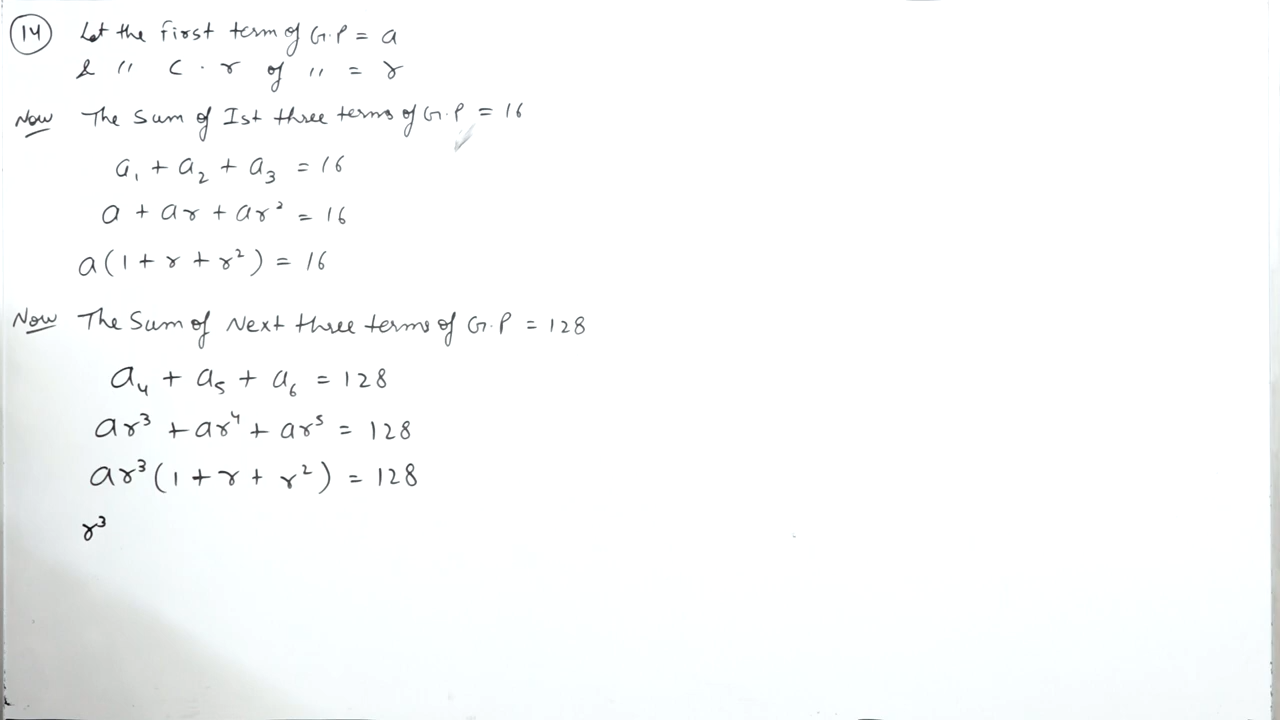 14 Let the first term of G.P = a
& " C . r of " = r
Now The Sum of Ist three terms of G.P = 16
a₁ + a₂ + a₃ = 16
a + ar + ar² = 16
a(1 + r + r²) = 16
Now The Sum of Next three terms of G.P = 128
a₄ + a₅ + a₆ = 128
ar³ + ar⁴ + ar⁵ = 128
ar³(1 + r + r²) = 128
r³